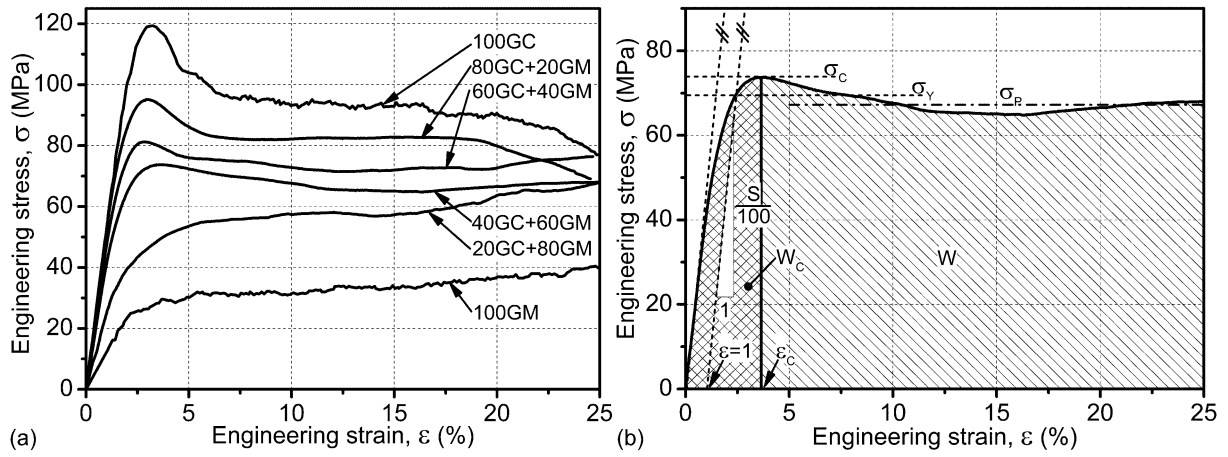 120
100
80
60
40
20
0
Engineering stress, σ (MPa)
100GC
80GC+20GM
60GC+40GM
40GC+60GM
20GC+80GM
100GM
0 5 10 15 20 25
(a) Engineering strain, ε (%)
80
60
40
20
0
Engineering stress, σ (MPa)
σC
σY
σP
S
100
WC
W
1
ε=1
εC
0 5 10 15 20 25
(b) Engineering strain, ε (%)